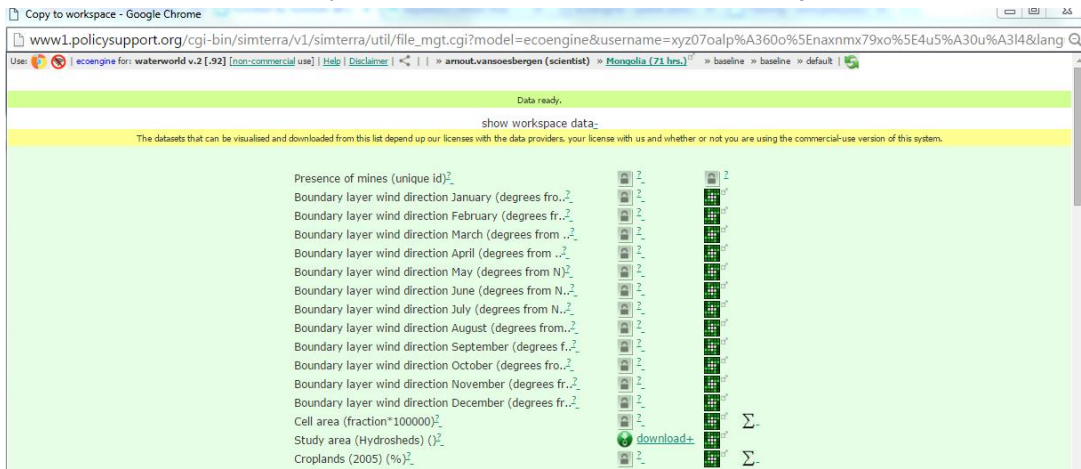 Copy to workspace - Google Chrome
www1.policysupport.org/cgi-bin/simterra/v1/simterra/util/file_mgt.cgi?model=ecoengine&username=xyz07oalp%A360o%5Enaxnmx79xo%5E4u5%A30u%A3l4&lang
Use: | ecoengine for: waterworld v.2 [.92] [non-commercial use] | Help | Disclaimer | < | | » arnout.vansoesbergen (scientist) » Mongolia (71 hrs.) » baseline » baseline » default |
Data ready.
show workspace data-
The datasets that can be visualised and downloaded from this list depend up our licenses with the data providers, your license with us and whether or not you are using the commercial-use version of this system.
Presence of mines (unique id)? ?- ?
Boundary layer wind direction January (degrees fro..? ?-
Boundary layer wind direction February (degrees fr..? ?-
Boundary layer wind direction March (degrees from ..? ?-
Boundary layer wind direction April (degrees from ..? ?-
Boundary layer wind direction May (degrees from N)? ?-
Boundary layer wind direction June (degrees from N..? ?-
Boundary layer wind direction July (degrees from N..? ?-
Boundary layer wind direction August (degrees from..? ?-
Boundary layer wind direction September (degrees f..? ?-
Boundary layer wind direction October (degrees fro..? ?-
Boundary layer wind direction November (degrees fr..? ?-
Boundary layer wind direction December (degrees fr..? ?-
Cell area (fraction*100000)? ?- Σ-
Study area (Hydrosheds) ()? download+
Croplands (2005) (%)? ?- Σ-